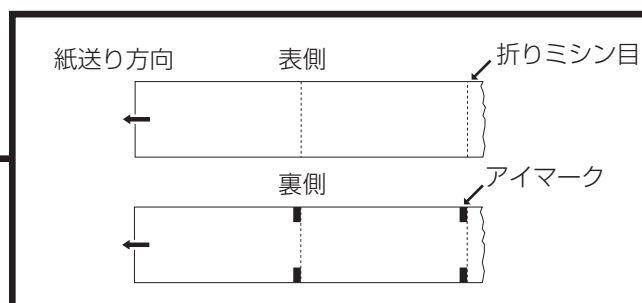 紙送り方向
表側
折りミシン目
裏側
アイマーク